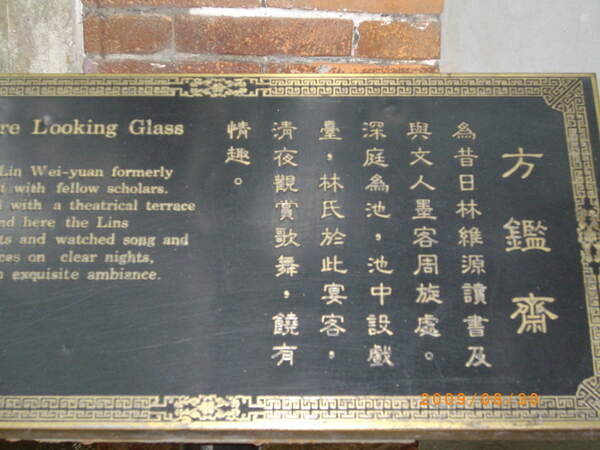 re Looking Glass
Lin Wei-yuan formerly
t with fellow scholars.
d with a theatrical terrace
nd here the Lins
ts and watched song and
ces on clear nights,
n exquisite ambiance.
方鑑齋
為昔日林維源讀書及
與文人墨客周旋處。
深庭為池,池中設戲
臺,林氏於此宴客,
清夜觀賞歌舞,饒有
情趣。